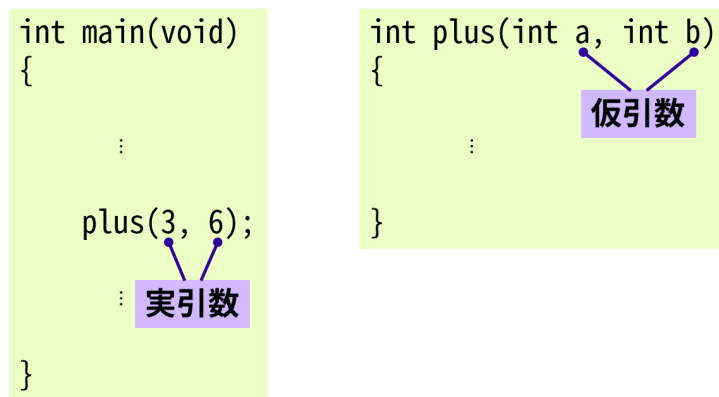 int main(void)
{
⋮
plus(3, 6);
実引数
⋮
}
int plus(int a, int b)
{
仮引数
⋮
}